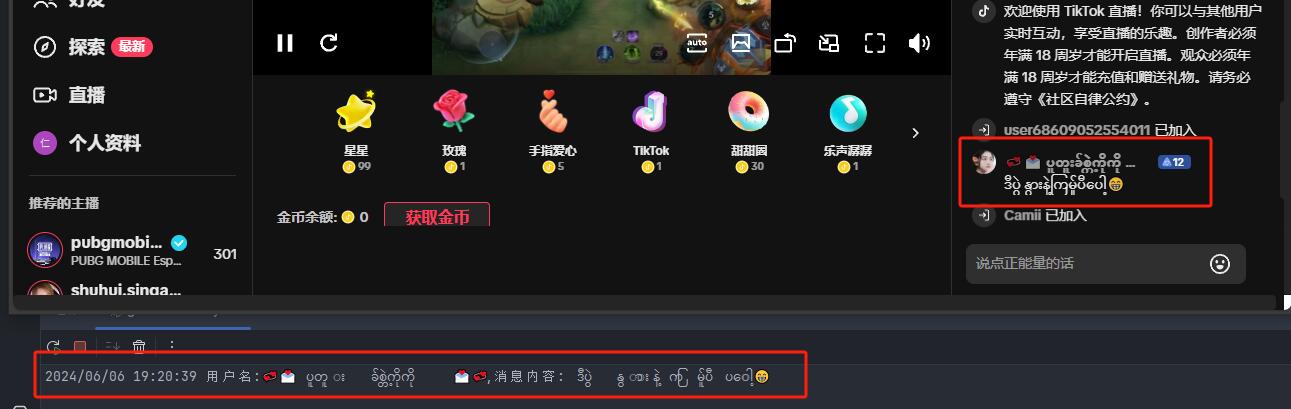 好友
探索 最新
直播
仁 个人资料
推荐的主播
pubgmobi...
PUBG MOBILE Esp...
301
shuhui.singa...
auto
星星
99
玫瑰
1
手指爱心
5
TikTok
1
甜甜圈
30
乐声孱孱
1
金币余额: 0 获取金币
欢迎使用 TikTok 直播！你可以与其他用户
实时互动，享受直播的乐趣。创作者必须
年满 18 周岁才能开启直播。观众必须年
满 18 周岁才能充值和赠送礼物。请务必
遵守《社区自律公约》。
user68609052554011 已加入
ပူတူးခ်စ္တဲ့ကိုကို ... 12
ဒီပွဲ နွားနဲ့ကြမ်ူပီပေါ့😁
Camii 已加入
说点正能量的话
2024/06/06 19:20:39 用户名: 📥 ပူတူး ခ်စ္တဲ့ကိုကို 📥 ,消息内容: ဒီပွဲ နွားနဲ့ ကြမ်ူပီ ပပေါ့😁